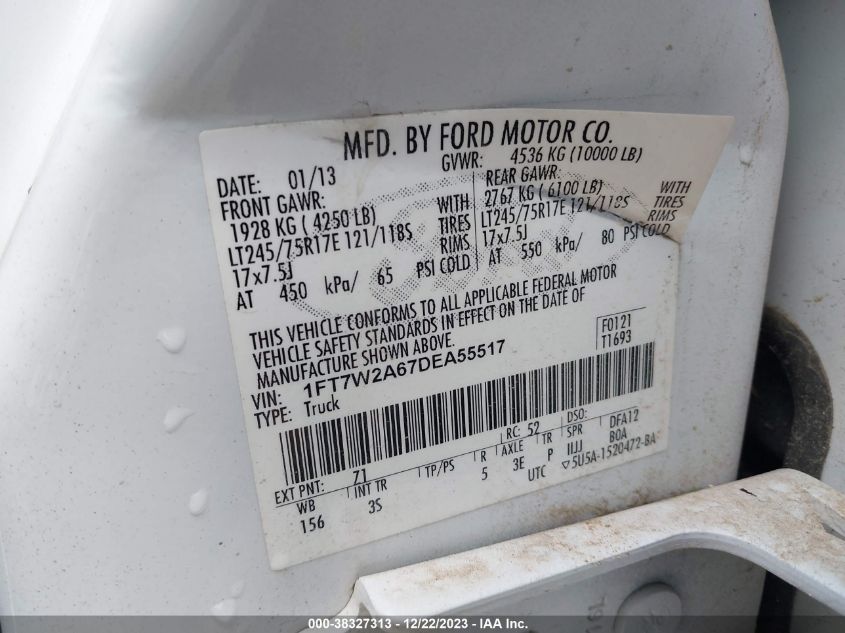 MFD. BY FORD MOTOR CO.
DATE: 01/13
GVWR: 4536 KG (10000 LB)
FRONT GAWR:
1928 KG ( 4250 LB)
LT245/75R17E 121/118S
17x7.5J
AT 450 kPa/ 65 PSI COLD
WITH
TIRES
RIMS
REAR GAWR:
2767 KG ( 6100 LB)
LT245/75R17E 121/118S
17x7.5J
AT 550 kPa/ 80 PSI COLD
WITH
TIRES
RIMS
THIS VEHICLE CONFORMS TO ALL APPLICABLE FEDERAL MOTOR
VEHICLE SAFETY STANDARDS IN EFFECT ON THE DATE OF
MANUFACTURE SHOWN ABOVE.
VIN: 1FT7W2A67DEA55517
TYPE: Truck
F0121
T1693
EXT PNT: Z1
RC: 52
DSO:
WB
156
INT TR
3S
TP/PS
R
5
AXLE
3E
TR
P
SPR
IIJJ
DFA12
B0A
UTC
▽5U5A-1520472-BA
000-38327313 - 12/22/2023 - IAA Inc.